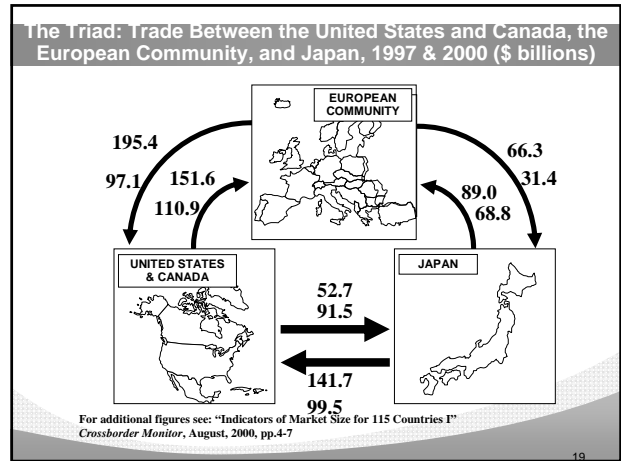 The Triad: Trade Between the United States and Canada, the
European Community, and Japan, 1997 & 2000 ($ billions)
EUROPEAN
COMMUNITY
195.4
97.1
151.6
110.9
66.3
31.4
89.0
68.8
UNITED STATES
& CANADA
JAPAN
52.7
91.5
141.7
99.5
For additional figures see: “Indicators of Market Size for 115 Countries I”
Crossborder Monitor, August, 2000, pp.4-7
19